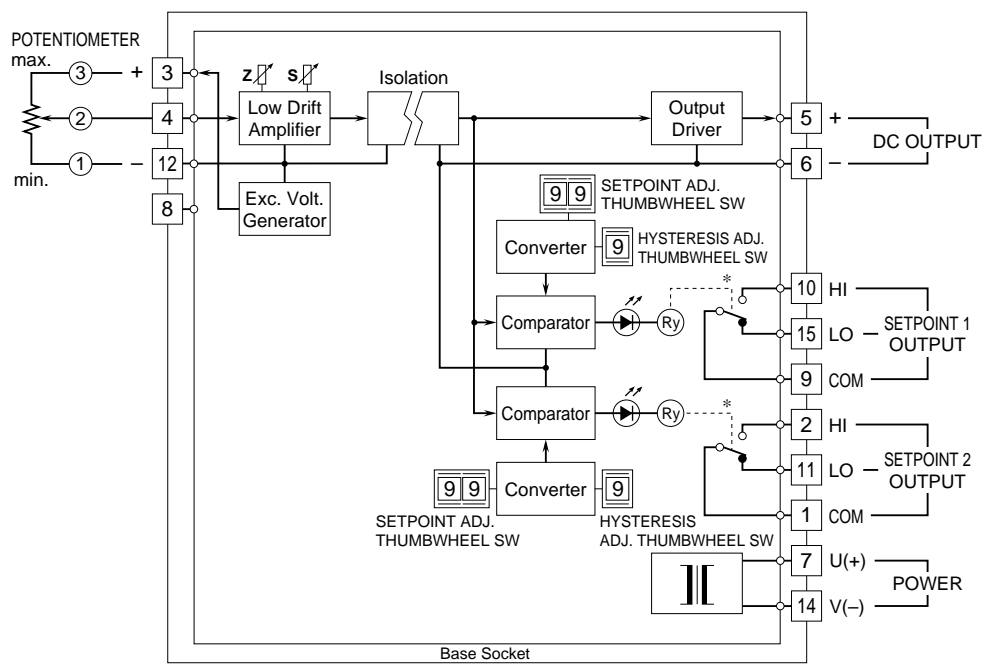 POTENTIOMETER
max.
3 + 3
2 4
1 – 12
min.
8
Z S
Low Drift
Amplifier
Isolation
Exc. Volt.
Generator
Output
Driver
5 +
6 –
DC OUTPUT
9 9
SETPOINT ADJ.
THUMBWHEEL SW
Converter
9
HYSTERESIS ADJ.
THUMBWHEEL SW
Comparator
Ry
*
10 HI
15 LO
9 COM
SETPOINT 1
OUTPUT
Comparator
Ry
*
2 HI
11 LO
1 COM
SETPOINT 2
OUTPUT
9 9
Converter
9
SETPOINT ADJ.
THUMBWHEEL SW
HYSTERESIS
ADJ. THUMBWHEEL SW
7 U(+)
14 V(–)
POWER
Base Socket